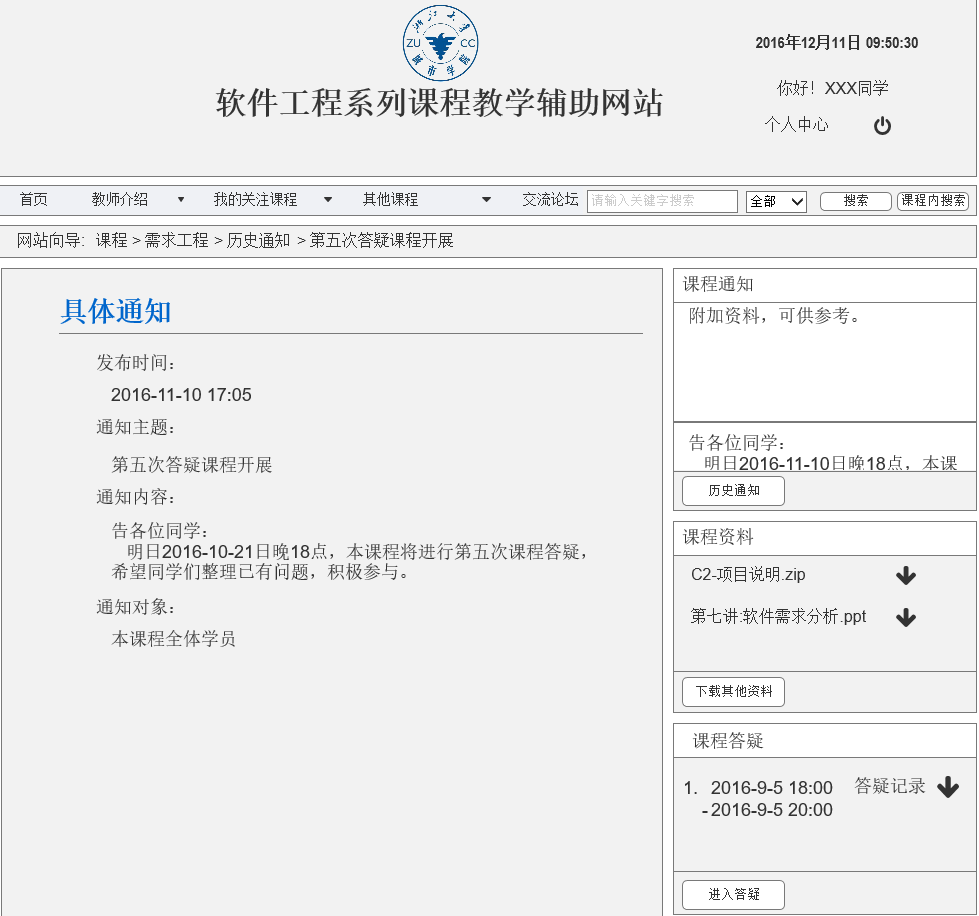 浙江大学
ZU CC
城市学院
2016年12月11日 09:50:30
软件工程系列课程教学辅助网站
你好！XXX同学
个人中心
首页 教师介绍 我的关注课程 其他课程 交流论坛 请输入关键字搜索 全部 搜索 课程内搜索
网站向导: 课程 > 需求工程 > 历史通知 > 第五次答疑课程开展
具体通知
发布时间：
2016-11-10 17:05
通知主题：
第五次答疑课程开展
通知内容：
告各位同学：
明日2016-10-21日晚18点，本课程将进行第五次课程答疑，
希望同学们整理已有问题，积极参与。
通知对象：
本课程全体学员
课程通知
附加资料，可供参考。
告各位同学：
明日2016-11-10日晚18点，本课
历史通知
课程资料
C2-项目说明.zip
第七讲:软件需求分析.ppt
下载其他资料
课程答疑
1. 2016-9-5 18:00 答疑记录
-2016-9-5 20:00
进入答疑